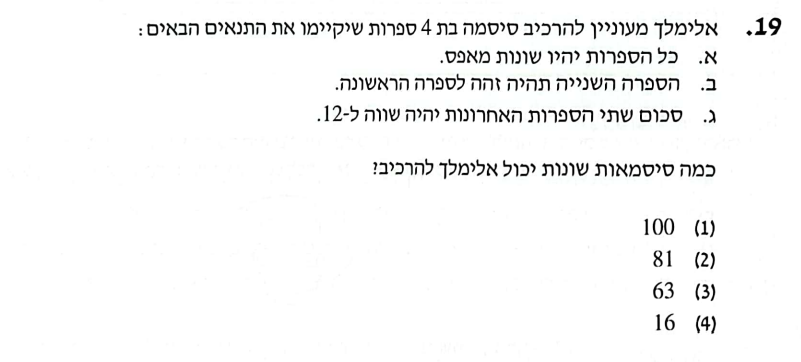 19. אלימלך מעוניין להרכיב סיסמה בת 4 ספרות שיקיימו את התנאים הבאים:
א. כל הספרות יהיו שונות מאפס.
ב. הספרה השנייה תהיה זהה לספרה הראשונה.
ג. סכום שתי הספרות האחרונות יהיה שווה ל-12.
כמה סיסמאות שונות יכול אלימלך להרכיב?
(1) 100
(2) 81
(3) 63
(4) 16